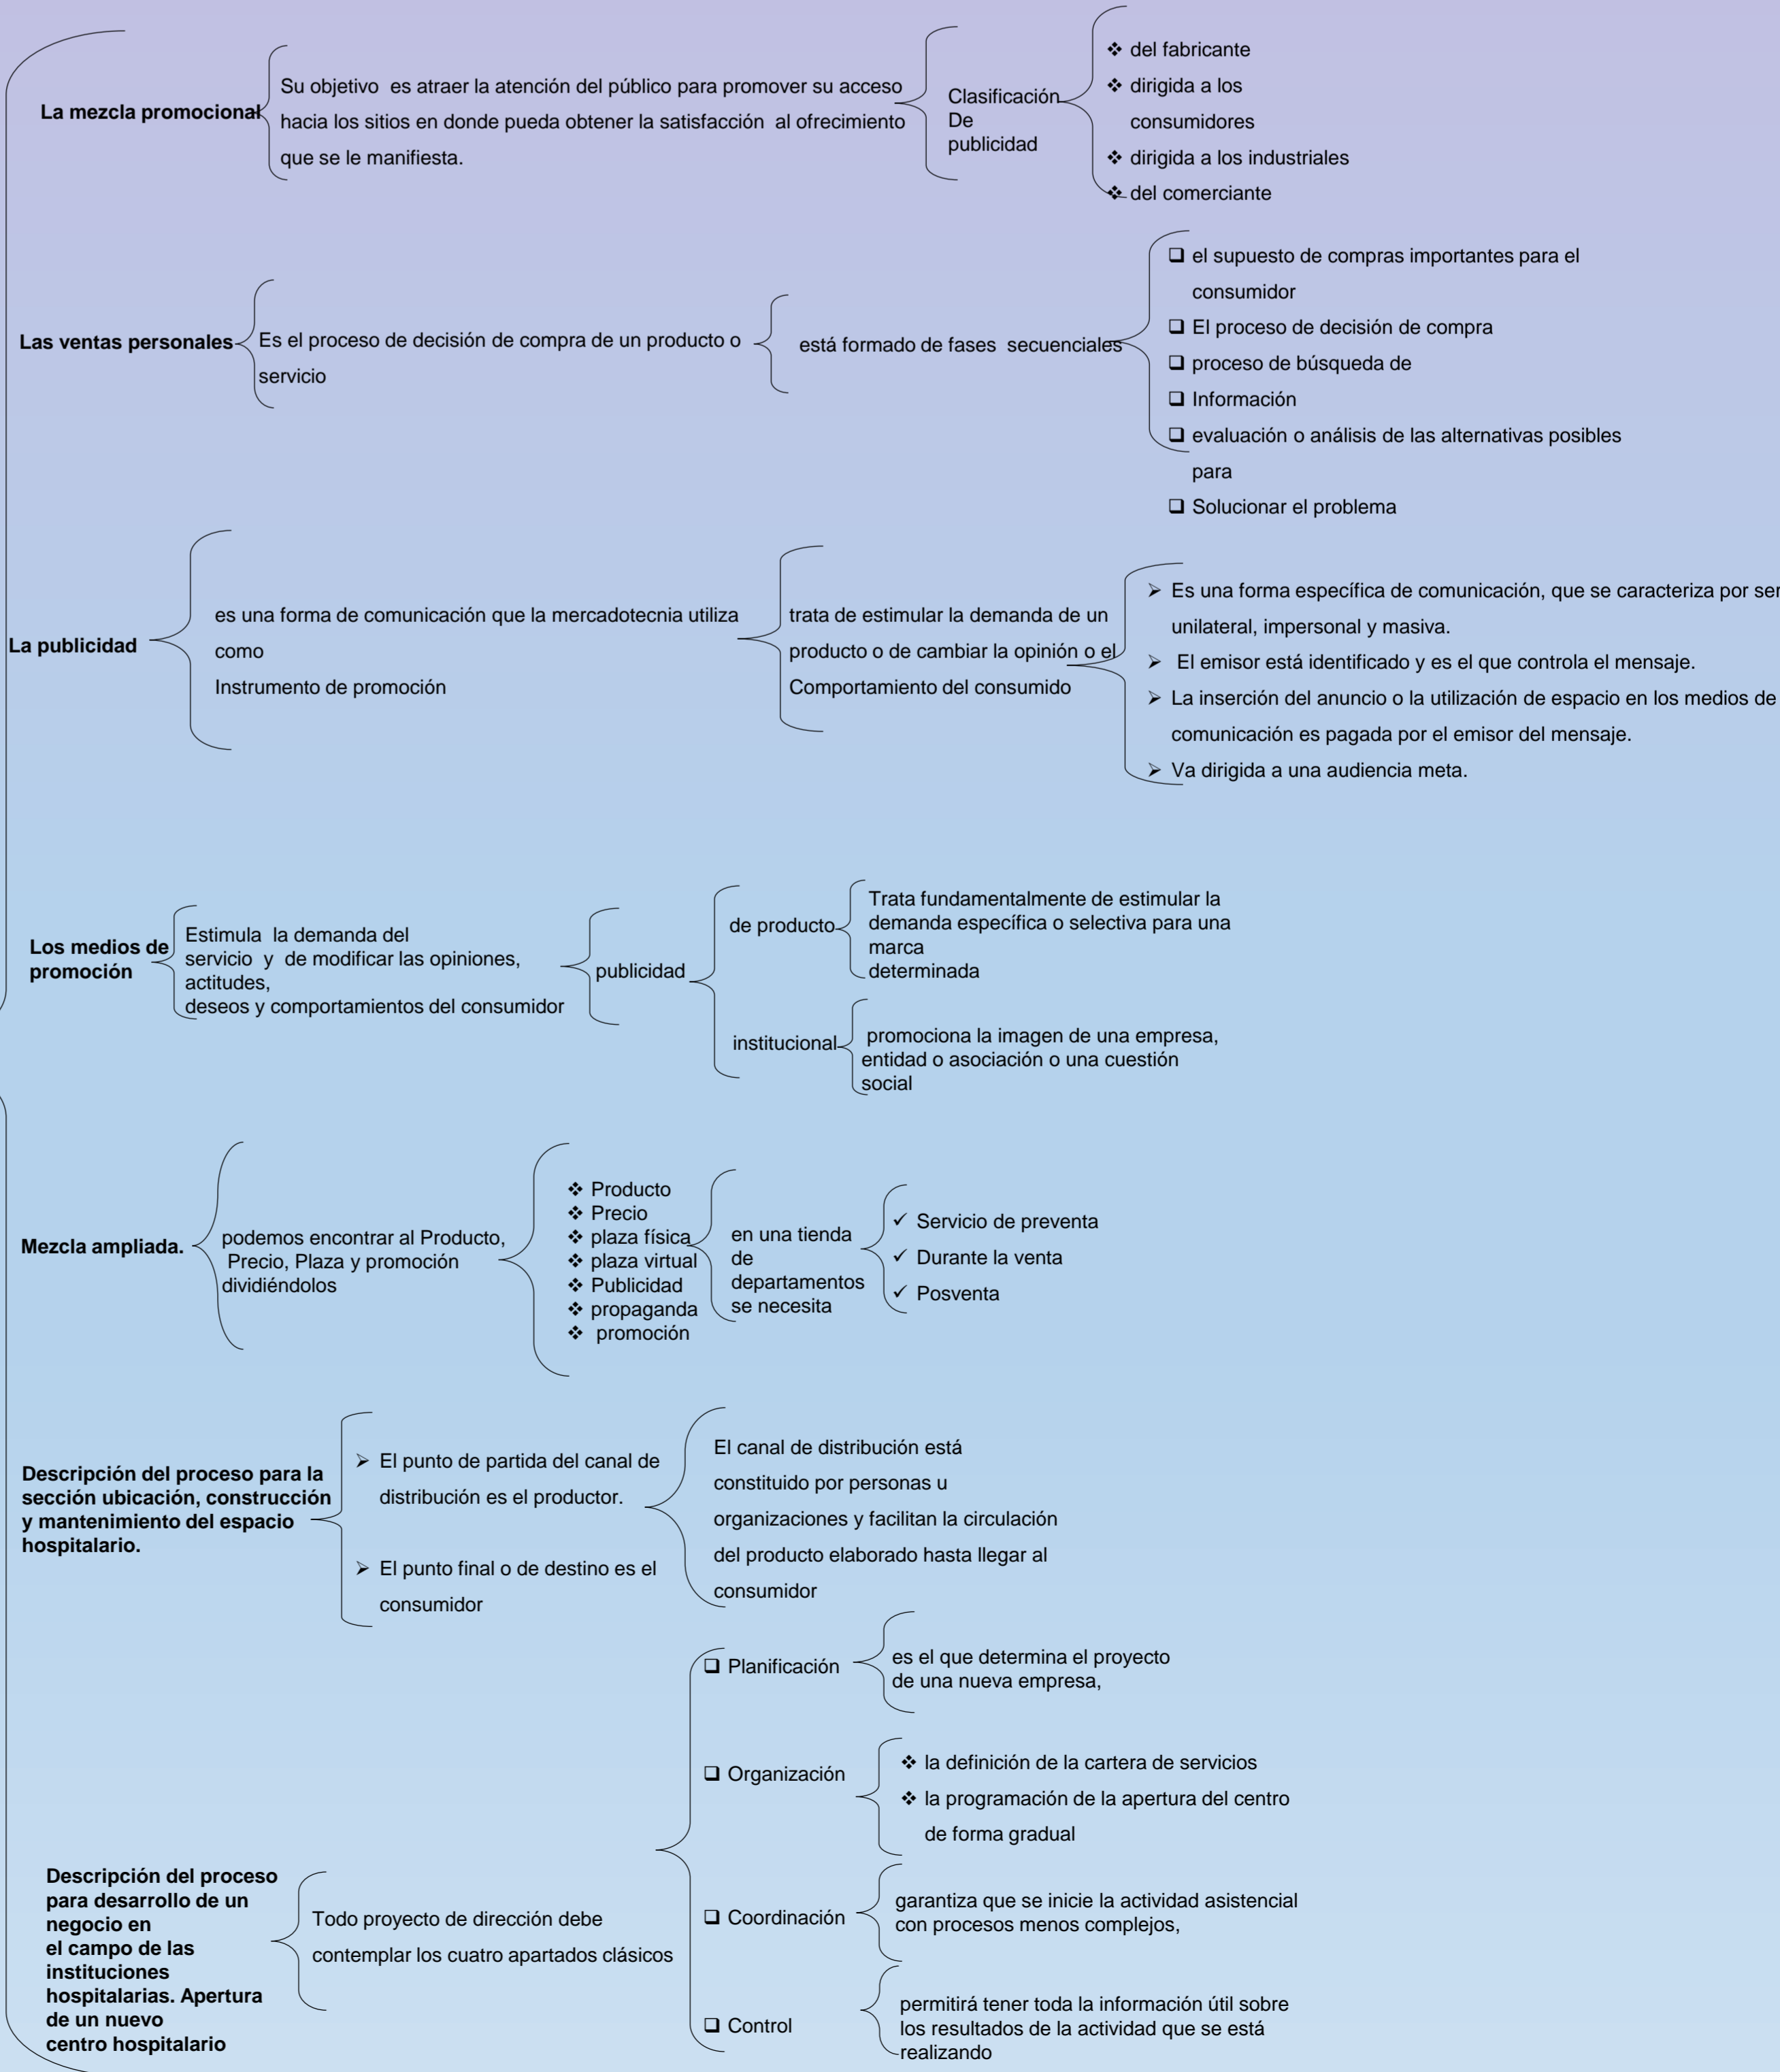 La mezcla promocional
Su objetivo  es atraer la atención del público para promover su acceso
hacia los sitios en donde pueda obtener la satisfacción  al ofrecimiento
que se le manifiesta.
Clasificación
De
publicidad
❖ del fabricante
❖ dirigida a los
consumidores
❖ dirigida a los industriales
❖ del comerciante
Las ventas personales
Es el proceso de decisión de compra de un producto o
servicio
está formado de fases  secuenciales
❑ el supuesto de compras importantes para el
consumidor
❑ El proceso de decisión de compra
❑ proceso de búsqueda de
❑ Información
❑ evaluación o análisis de las alternativas posibles
para
❑ Solucionar el problema
La publicidad
es una forma de comunicación que la mercadotecnia utiliza
como
Instrumento de promoción
trata de estimular la demanda de un
producto o de cambiar la opinión o el
Comportamiento del consumido
➢ Es una forma específica de comunicación, que se caracteriza por ser
unilateral, impersonal y masiva.
➢ El emisor está identificado y es el que controla el mensaje.
➢ La inserción del anuncio o la utilización de espacio en los medios de
comunicación es pagada por el emisor del mensaje.
➢ Va dirigida a una audiencia meta.
Los medios de
promoción
Estimula  la demanda del
servicio  y  de modificar las opiniones,
actitudes,
deseos y comportamientos del consumidor
publicidad
de producto
Trata fundamentalmente de estimular la
demanda específica o selectiva para una
marca
determinada
institucional
promociona la imagen de una empresa,
entidad o asociación o una cuestión
social
Mezcla ampliada.
podemos encontrar al Producto,
Precio, Plaza y promoción
dividiéndolos
❖ Producto
❖ Precio
❖ plaza física
❖ plaza virtual
❖ Publicidad
❖ propaganda
❖ promoción
en una tienda
de
departamentos
se necesita
✓ Servicio de preventa
✓ Durante la venta
✓ Posventa
Descripción del proceso para la
sección ubicación, construcción
y mantenimiento del espacio
hospitalario.
➢ El punto de partida del canal de
distribución es el productor.
➢ El punto final o de destino es el
consumidor
El canal de distribución está
constituido por personas u
organizaciones y facilitan la circulación
del producto elaborado hasta llegar al
consumidor
Descripción del proceso
para desarrollo de un
negocio en
el campo de las
instituciones
hospitalarias. Apertura
de un nuevo
centro hospitalario
Todo proyecto de dirección debe
contemplar los cuatro apartados clásicos
❑ Planificación
es el que determina el proyecto
de una nueva empresa,
❑ Organización
❖ la definición de la cartera de servicios
❖ la programación de la apertura del centro
de forma gradual
❑ Coordinación
garantiza que se inicie la actividad asistencial
con procesos menos complejos,
❑ Control
permitirá tener toda la información útil sobre
los resultados de la actividad que se está
realizando